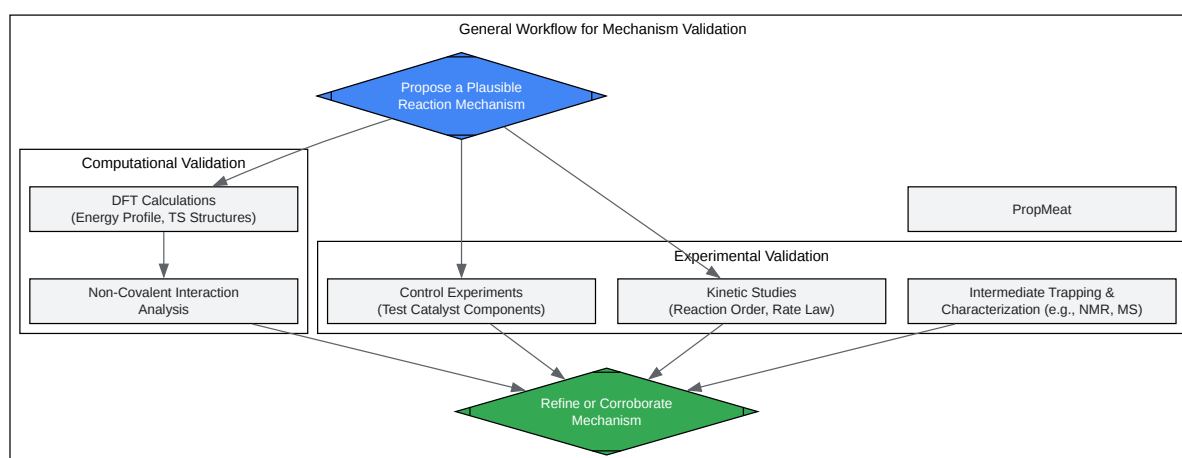 General Workflow for Mechanism Validation
Propose a Plausible
Reaction Mechanism
Computational Validation
DFT Calculations
(Energy Profile, TS Structures)
PropMeat
Non-Covalent Interaction
Analysis
Experimental Validation
Control Experiments
(Test Catalyst Components)
Kinetic Studies
(Reaction Order, Rate Law)
Intermediate Trapping &
Characterization (e.g., NMR, MS)
Refine or Corroborate
Mechanism